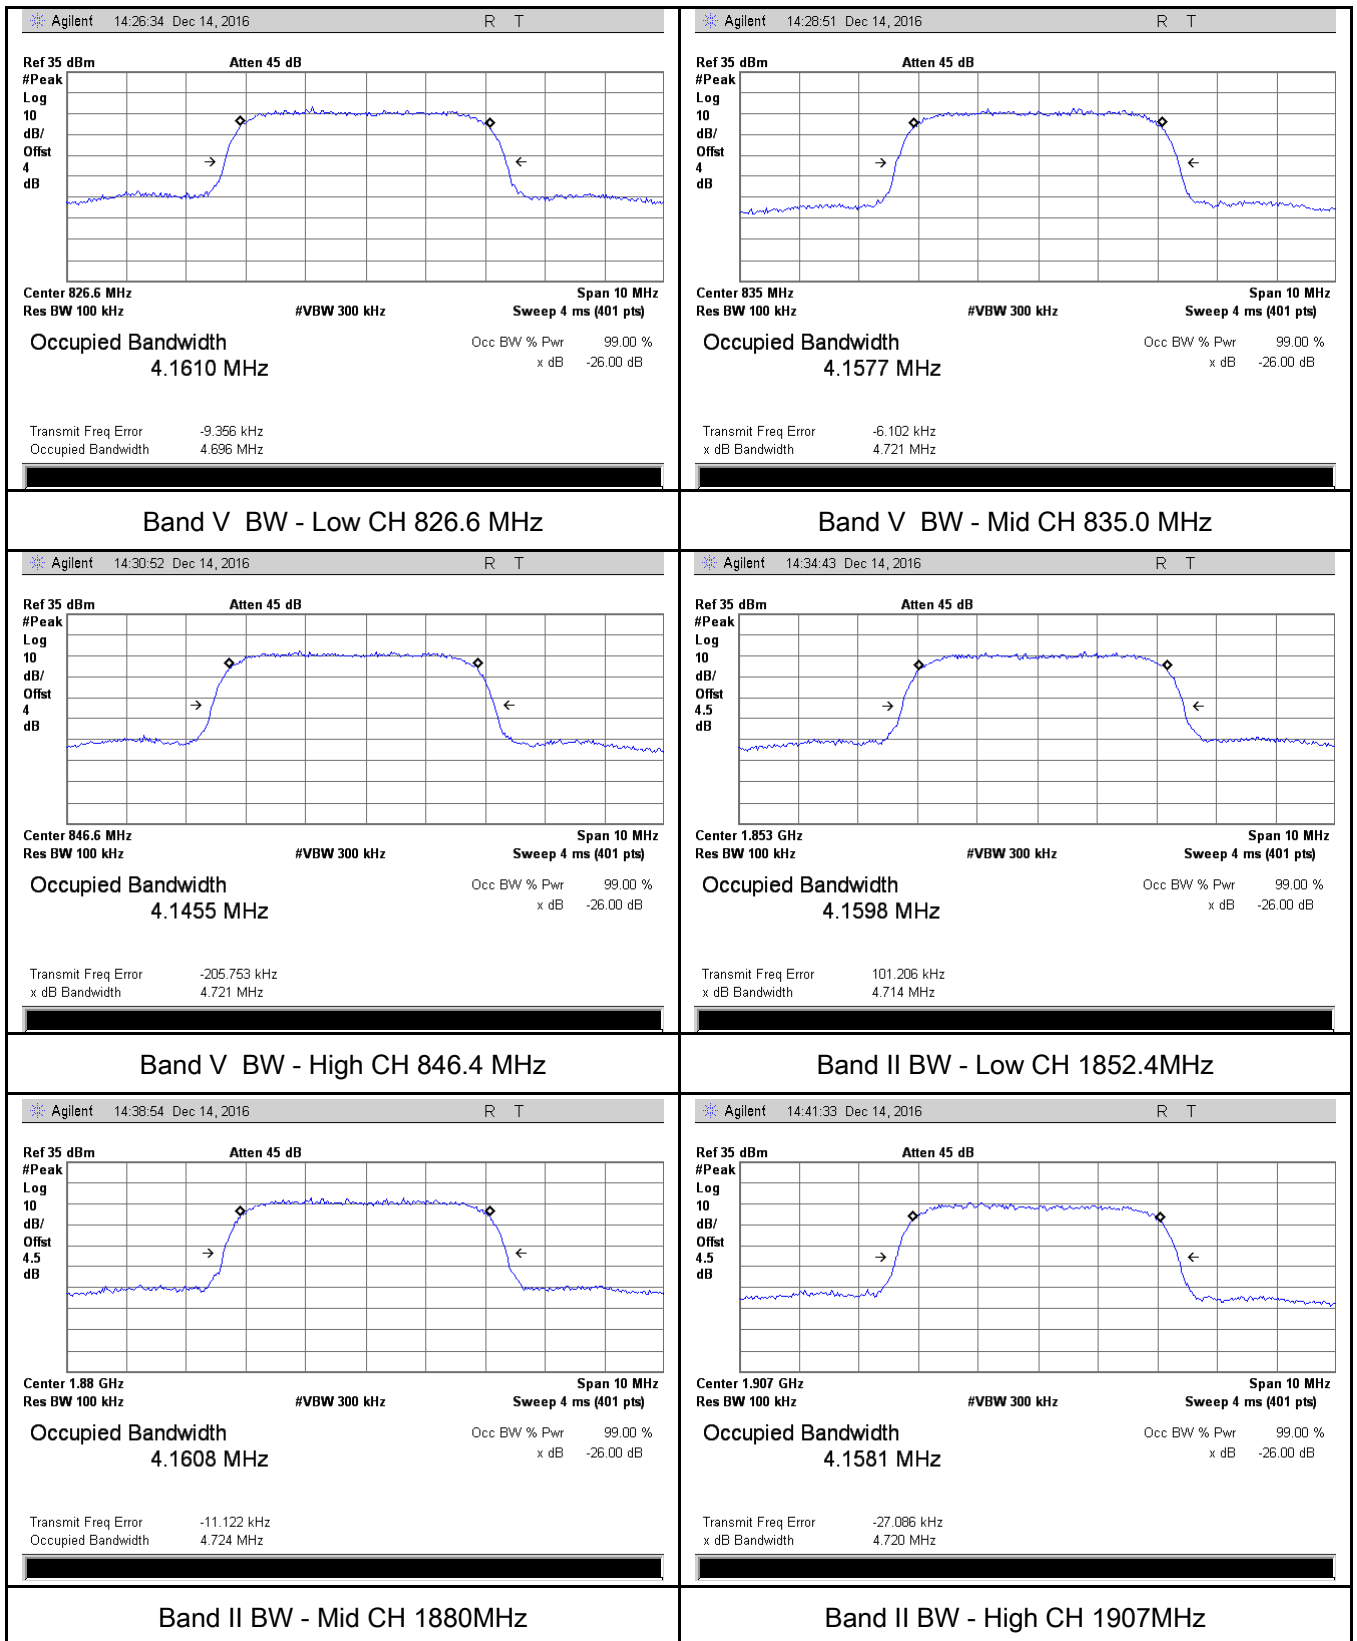 Agilent 14:26:34 Dec 14, 2016 R T
Ref 35 dBm Atten 45 dB
#Peak
Log
10
dB/
Offst
4
dB
Center 826.6 MHz Span 10 MHz
Res BW 100 kHz #VBW 300 kHz Sweep 4 ms (401 pts)
Occupied Bandwidth Occ BW % Pwr 99.00 %
4.1610 MHz x dB -26.00 dB
Transmit Freq Error -9.356 kHz
Occupied Bandwidth 4.696 MHz
Band V BW - Low CH 826.6 MHz
Agilent 14:28:51 Dec 14, 2016 R T
Ref 35 dBm Atten 45 dB
#Peak
Log
10
dB/
Offst
4
dB
Center 835 MHz Span 10 MHz
Res BW 100 kHz #VBW 300 kHz Sweep 4 ms (401 pts)
Occupied Bandwidth Occ BW % Pwr 99.00 %
4.1577 MHz x dB -26.00 dB
Transmit Freq Error -6.102 kHz
x dB Bandwidth 4.721 MHz
Band V BW - Mid CH 835.0 MHz
Agilent 14:30:52 Dec 14, 2016 R T
Ref 35 dBm Atten 45 dB
#Peak
Log
10
dB/
Offst
4
dB
Center 846.6 MHz Span 10 MHz
Res BW 100 kHz #VBW 300 kHz Sweep 4 ms (401 pts)
Occupied Bandwidth Occ BW % Pwr 99.00 %
4.1455 MHz x dB -26.00 dB
Transmit Freq Error -205.753 kHz
x dB Bandwidth 4.721 MHz
Band V BW - High CH 846.4 MHz
Agilent 14:34:43 Dec 14, 2016 R T
Ref 35 dBm Atten 45 dB
#Peak
Log
10
dB/
Offst
4.5
dB
Center 1.853 GHz Span 10 MHz
Res BW 100 kHz #VBW 300 kHz Sweep 4 ms (401 pts)
Occupied Bandwidth Occ BW % Pwr 99.00 %
4.1598 MHz x dB -26.00 dB
Transmit Freq Error 101.206 kHz
x dB Bandwidth 4.714 MHz
Band II BW - Low CH 1852.4MHz
Agilent 14:38:54 Dec 14, 2016 R T
Ref 35 dBm Atten 45 dB
#Peak
Log
10
dB/
Offst
4.5
dB
Center 1.88 GHz Span 10 MHz
Res BW 100 kHz #VBW 300 kHz Sweep 4 ms (401 pts)
Occupied Bandwidth Occ BW % Pwr 99.00 %
4.1608 MHz x dB -26.00 dB
Transmit Freq Error -11.122 kHz
Occupied Bandwidth 4.724 MHz
Band II BW - Mid CH 1880MHz
Agilent 14:41:33 Dec 14, 2016 R T
Ref 35 dBm Atten 45 dB
#Peak
Log
10
dB/
Offst
4.5
dB
Center 1.907 GHz Span 10 MHz
Res BW 100 kHz #VBW 300 kHz Sweep 4 ms (401 pts)
Occupied Bandwidth Occ BW % Pwr 99.00 %
4.1581 MHz x dB -26.00 dB
Transmit Freq Error -27.086 kHz
x dB Bandwidth 4.720 MHz
Band II BW - High CH 1907MHz